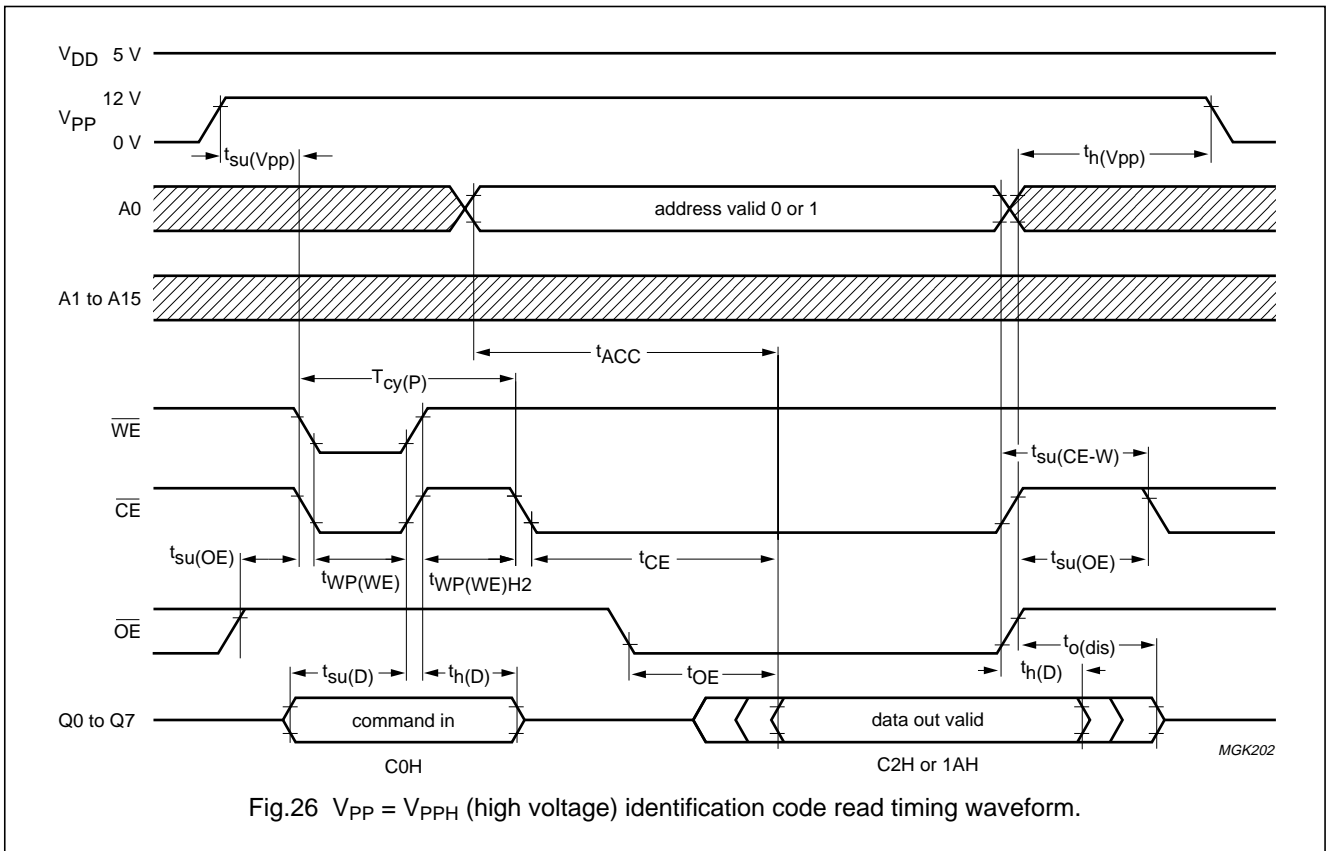 VDD 5 V
12 V
VPP
0 V
tsu(Vpp)
th(Vpp)
A0
address valid 0 or 1
A1 to A15
tACC
Tcy(P)
WE
tsu(CE-W)
CE
tsu(OE)
tWP(WE)
tWP(WE)H2
tCE
tsu(OE)
OE
to(dis)
tsu(D)
th(D)
tOE
th(D)
Q0 to Q7
command in
data out valid
MGK202
C0H
C2H or 1AH
Fig.26 VPP = VPPH (high voltage) identification code read timing waveform.